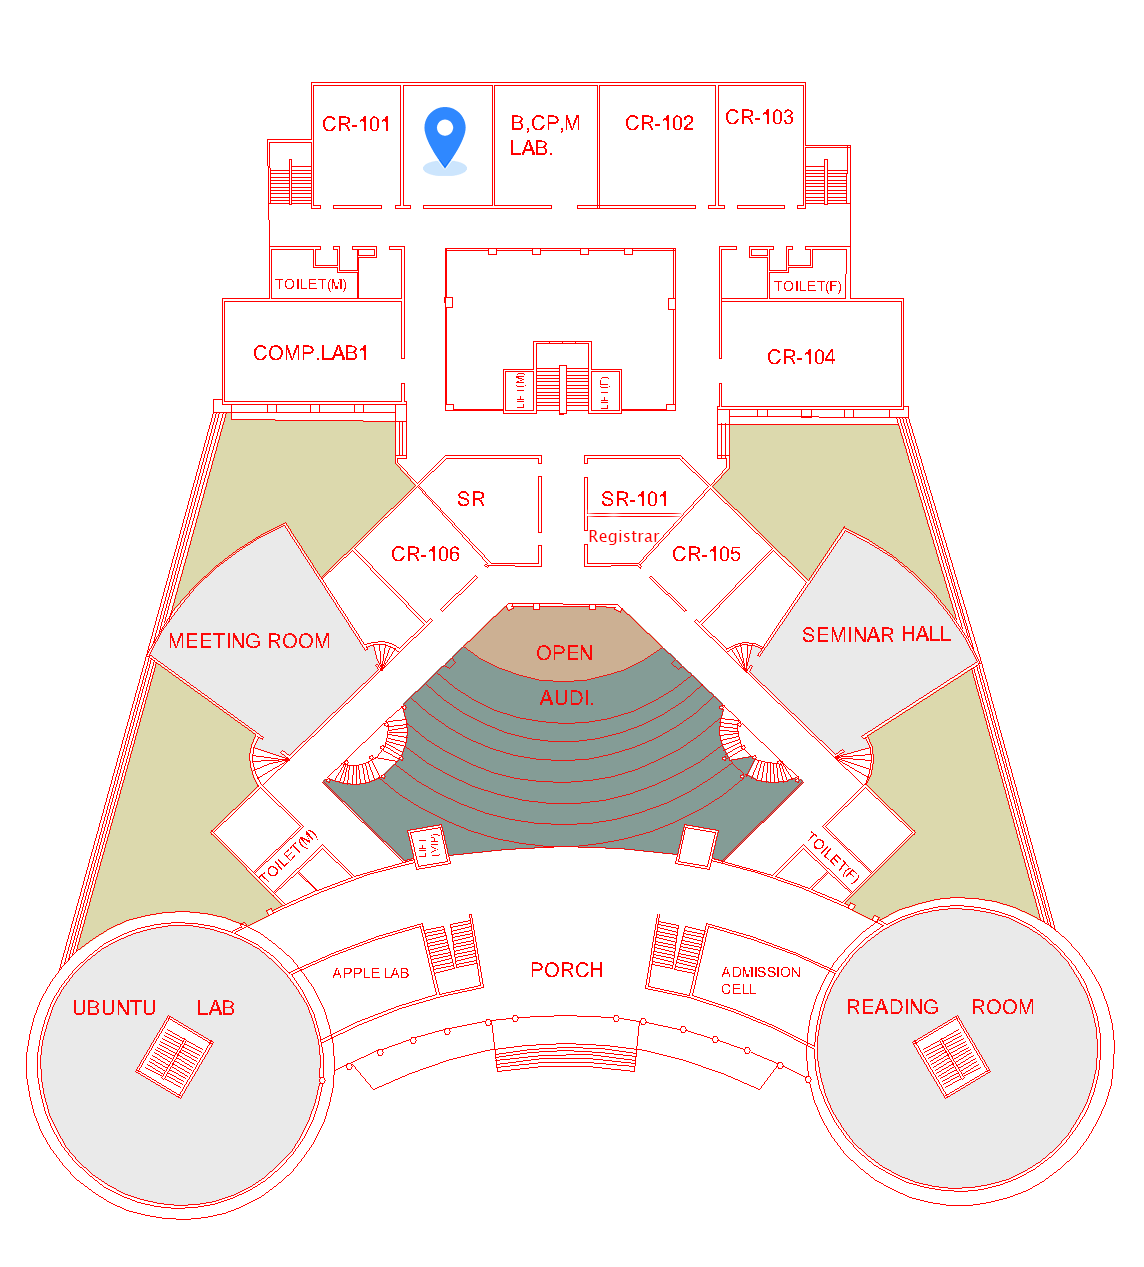 CR-101
B,CP,M
LAB.
CR-102
CR-103
TOILET(M)
TOILET(F)
COMP.LAB1
LIFT(M)
LIFT(F)
CR-104
SR
SR-101
Registrar
CR-106
CR-105
MEETING ROOM
OPEN
AUDI.
SEMINAR HALL
TOILET(M)
LIFT
(VIP)
TOILET(F)
APPLE LAB
PORCH
ADMISSION
CELL
UBUNTU LAB
READING ROOM